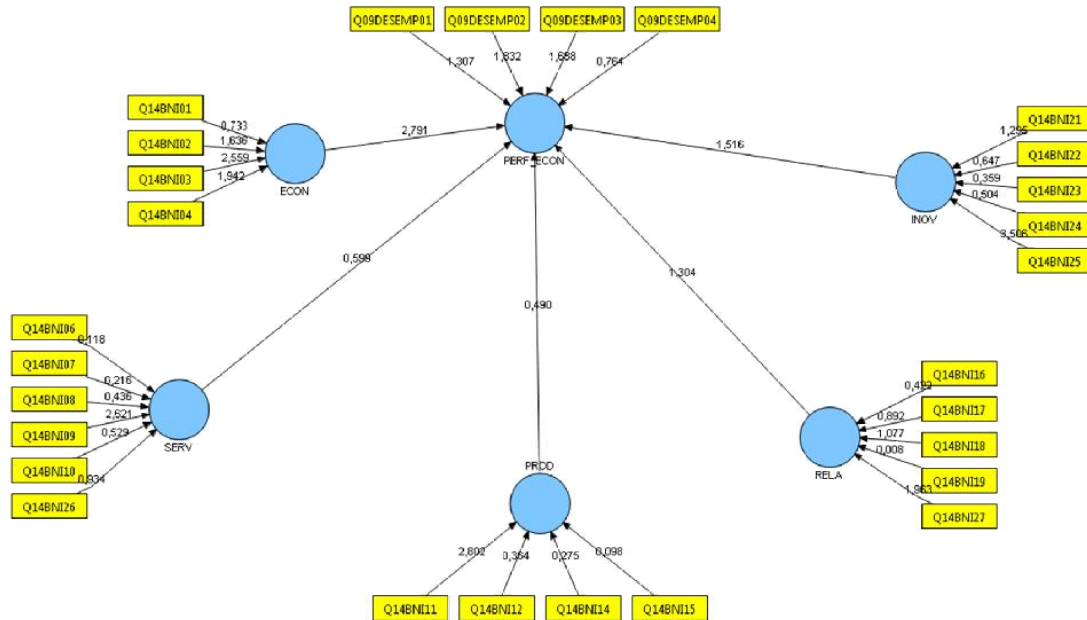 Q09DESEMP01
Q09DESEMP02
Q09DESEMP03
Q09DESEMP04
1,307
1,832
1,688
0,764
PERF_ECON
Q14BNI01
Q14BNI02
Q14BNI03
Q14BNI04
0,733
1,636
2,559
1,942
ECON
2,791
1,516
Q14BNI21
Q14BNI22
Q14BNI23
Q14BNI24
Q14BNI25
1,295
0,647
0,359
0,504
3,506
INOV
0,599
0,490
1,304
Q14BNI06
Q14BNI07
Q14BNI08
Q14BNI09
Q14BNI10
Q14BNI26
0,118
0,216
0,436
2,821
0,529
0,934
SERV
Q14BNI16
Q14BNI17
Q14BNI18
Q14BNI19
Q14BNI27
0,892
1,077
0,008
1,963
RELA
PROD
2,802
0,364
0,275
0,098
Q14BNI11
Q14BNI12
Q14BNI14
Q14BNI15